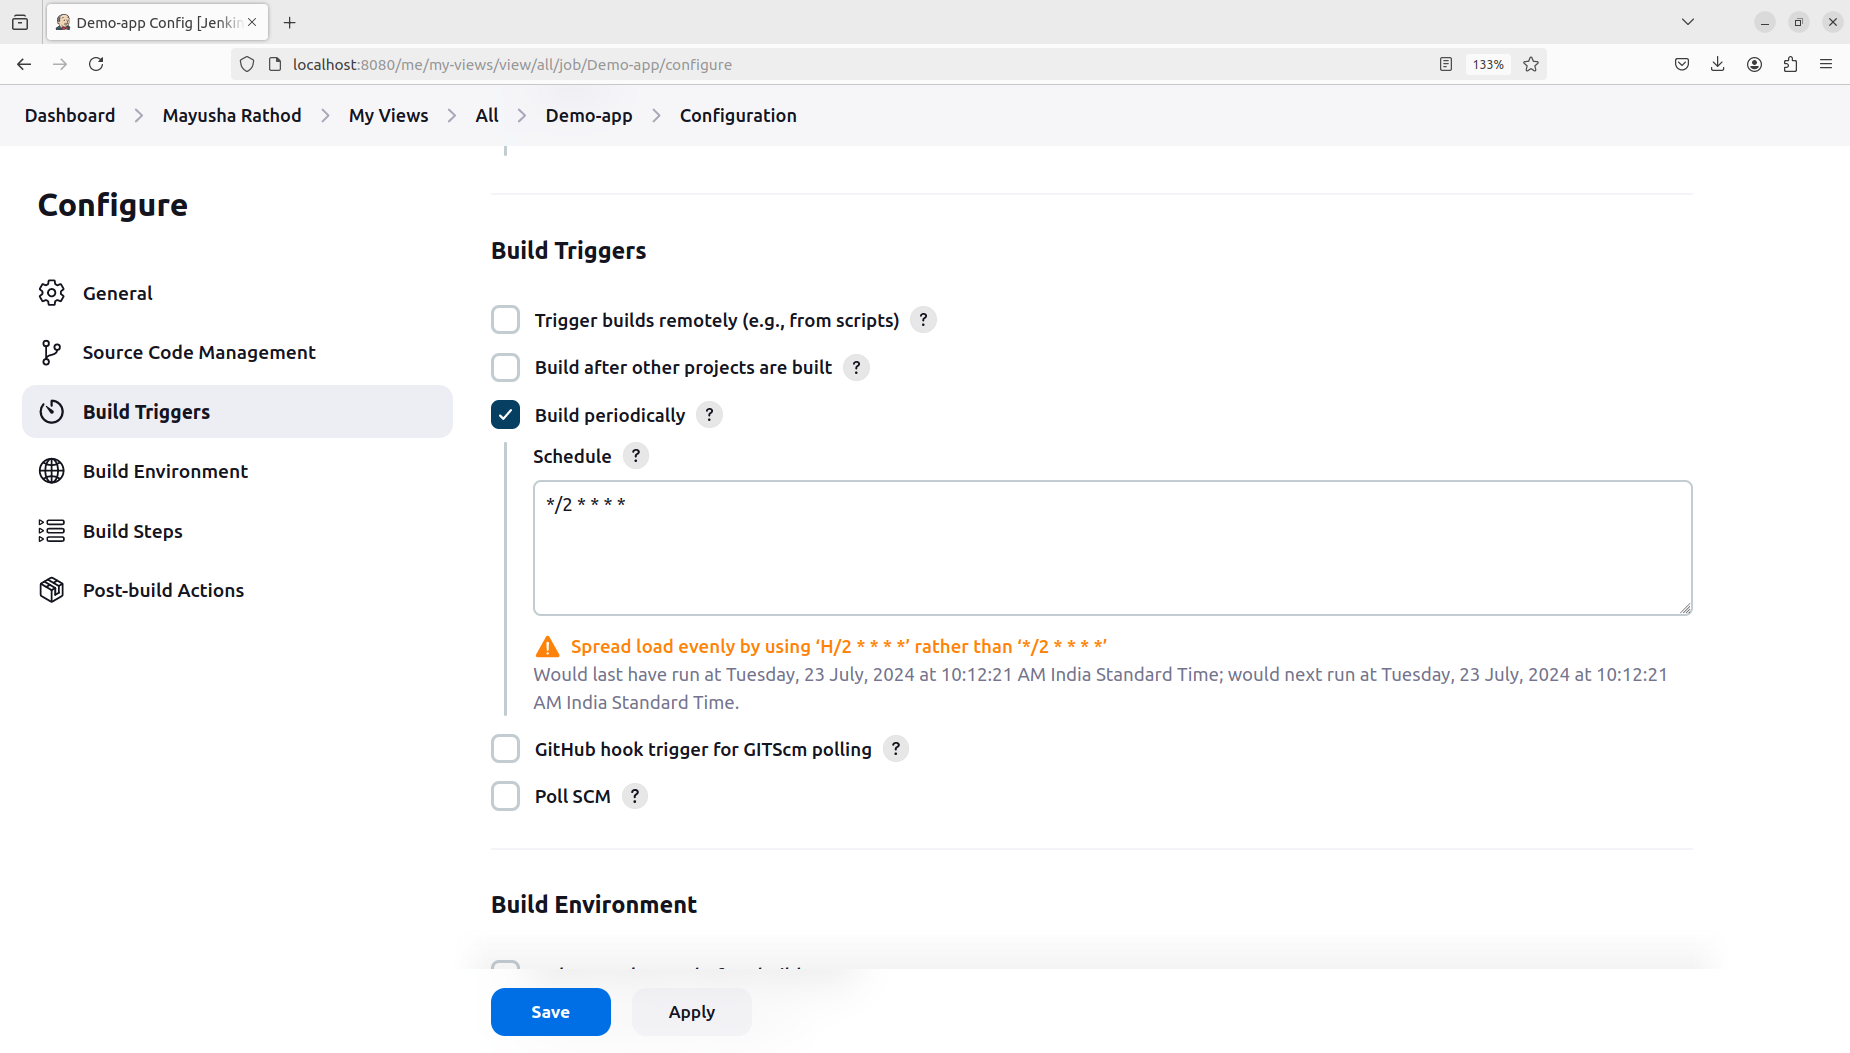 Demo-app Config [Jenkin
localhost:8080/me/my-views/view/all/job/Demo-app/configure
133%
Dashboard
Mayusha Rathod
My Views
All
Demo-app
Configuration
Configure
General
Source Code Management
Build Triggers
Build Environment
Build Steps
Post-build Actions
Build Triggers
Trigger builds remotely (e.g., from scripts) ?
Build after other projects are built ?
Build periodically ?
Schedule ?
*/2 * * * *
Spread load evenly by using ‘H/2 * * * *’ rather than ‘*/2 * * * *’
Would last have run at Tuesday, 23 July, 2024 at 10:12:21 AM India Standard Time; would next run at Tuesday, 23 July, 2024 at 10:12:21
AM India Standard Time.
GitHub hook trigger for GITScm polling ?
Poll SCM ?
Build Environment
Save
Apply